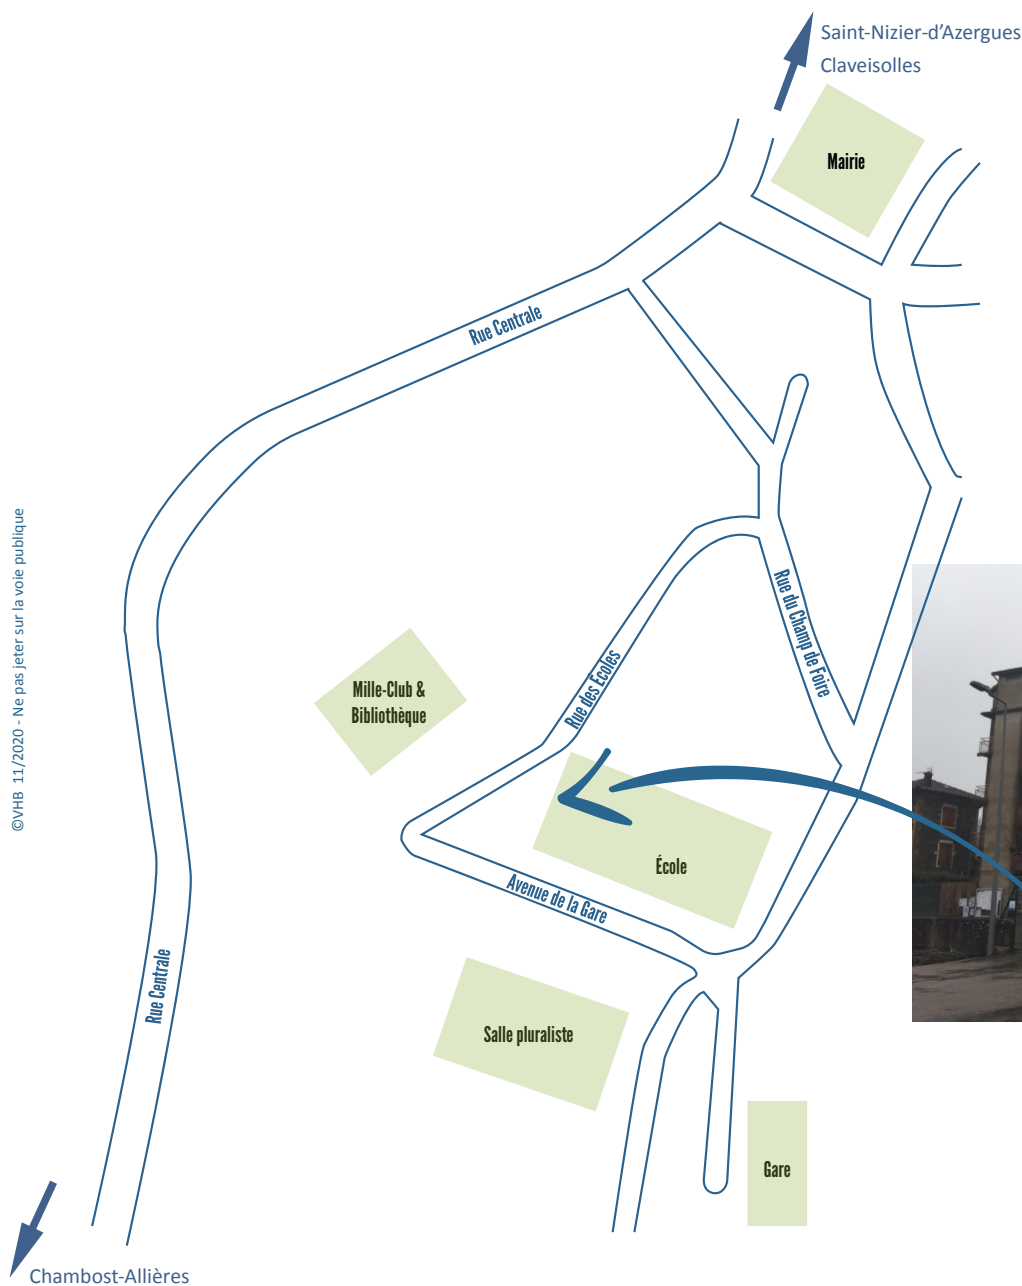 Saint-Nizier-d'Azergues
Claveisolles
Mairie
Rue Centrale
©VHB 11/2020 - Ne pas jeter sur la voie publique
Rue du Champ de Foire
Rue des Écoles
Mille-Club &
Bibliothèque
École
Avenue de la Gare
Rue Centrale
Salle pluraliste
Gare
Chambost-Allières